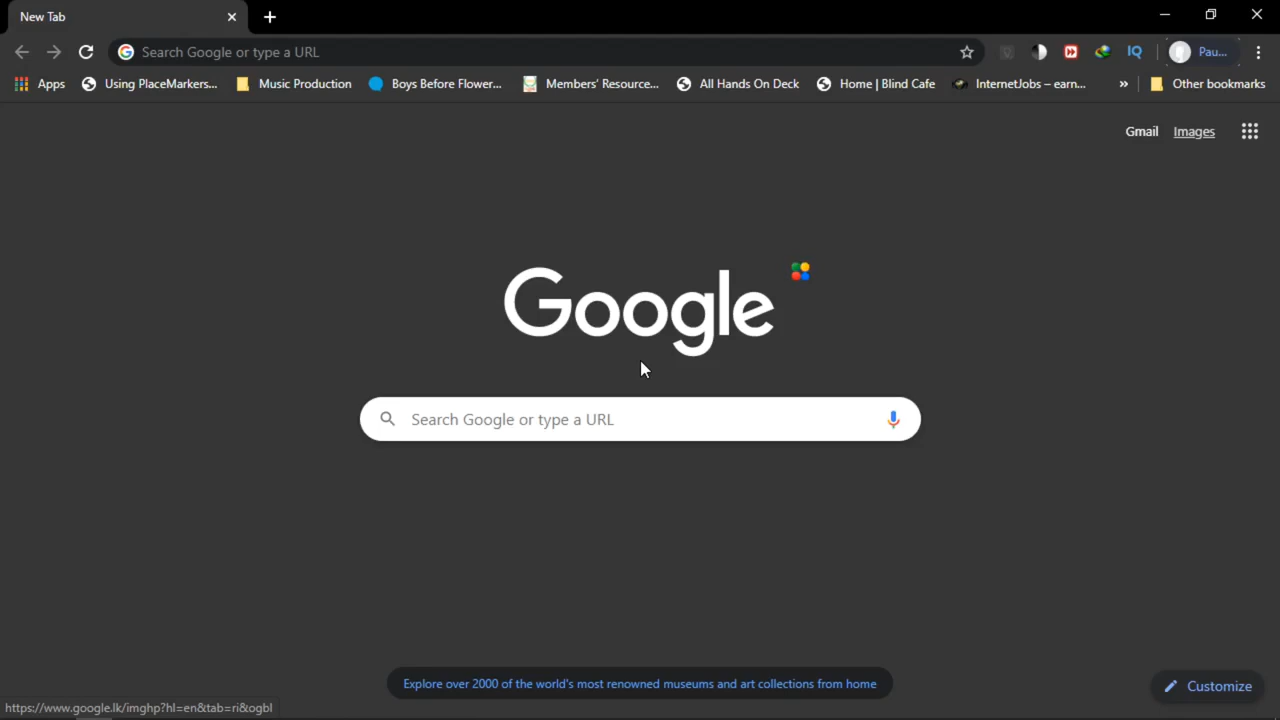 New Tab
Search Google or type a URL
IQ
Pau...
Apps
Using PlaceMarkers...
Music Production
Boys Before Flower...
Members' Resource...
All Hands On Deck
Home | Blind Cafe
InternetJobs – earn...
»
Other bookmarks
Gmail Images
Google
Search Google or type a URL
Explore over 2000 of the world's most renowned museums and art collections from home
Customize
https://www.google.lk/imghp?hl=en&tab=ri&ogbl